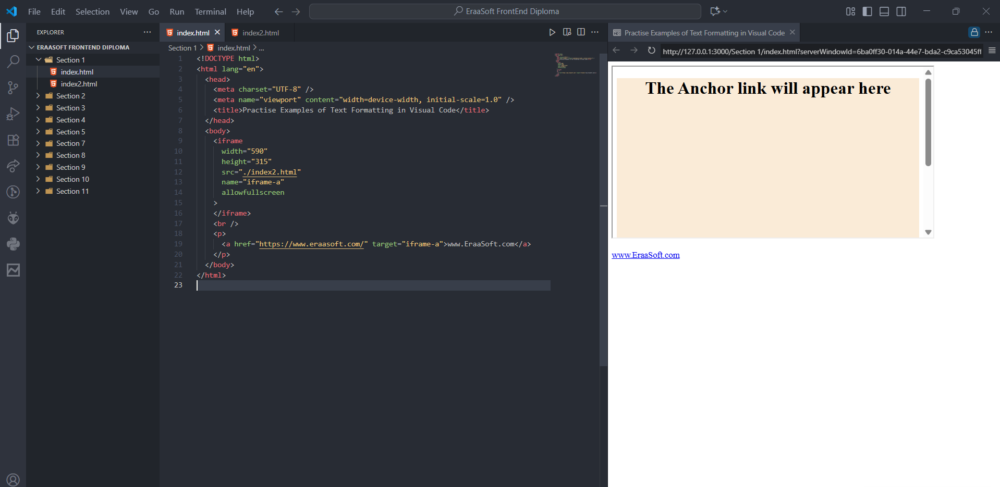 File Edit Selection View Go Run Terminal Help
EraaSoft FrontEnd Diploma
EXPLORER
ERAASOFT FRONTEND DIPLOMA
Section 1
index.html
index2.html
Section 2
Section 3
Section 4
Section 5
Section 7
Section 8
Section 9
Section 10
Section 11
index.html
index2.html
Section 1 > index.html > ...
1 <!DOCTYPE html>
2 <html lang="en">
3 <head>
4 <meta charset="UTF-8" />
5 <meta name="viewport" content="width=device-width, initial-scale=1.0" />
6 <title>Practise Examples of Text Formatting in Visual Code</title>
7 </head>
8 <body>
9 <iframe
10 width="590"
11 height="315"
12 src="./index2.html"
13 name="iframe-a"
14 allowfullscreen
15 >
16 </iframe>
17 <br />
18 <p>
19 <a href="https://www.eraasoft.com/" target="iframe-a">www.EraaSoft.com</a>
20 </p>
21 </body>
22 </html>
23
Practise Examples of Text Formatting in Visual Code
http://127.0.0.1:3000/Section 1/index.html?serverWindowId=6ba0ff30-014a-44e7-bda2-c9ca53045ff
The Anchor link will appear here
www.EraaSoft.com